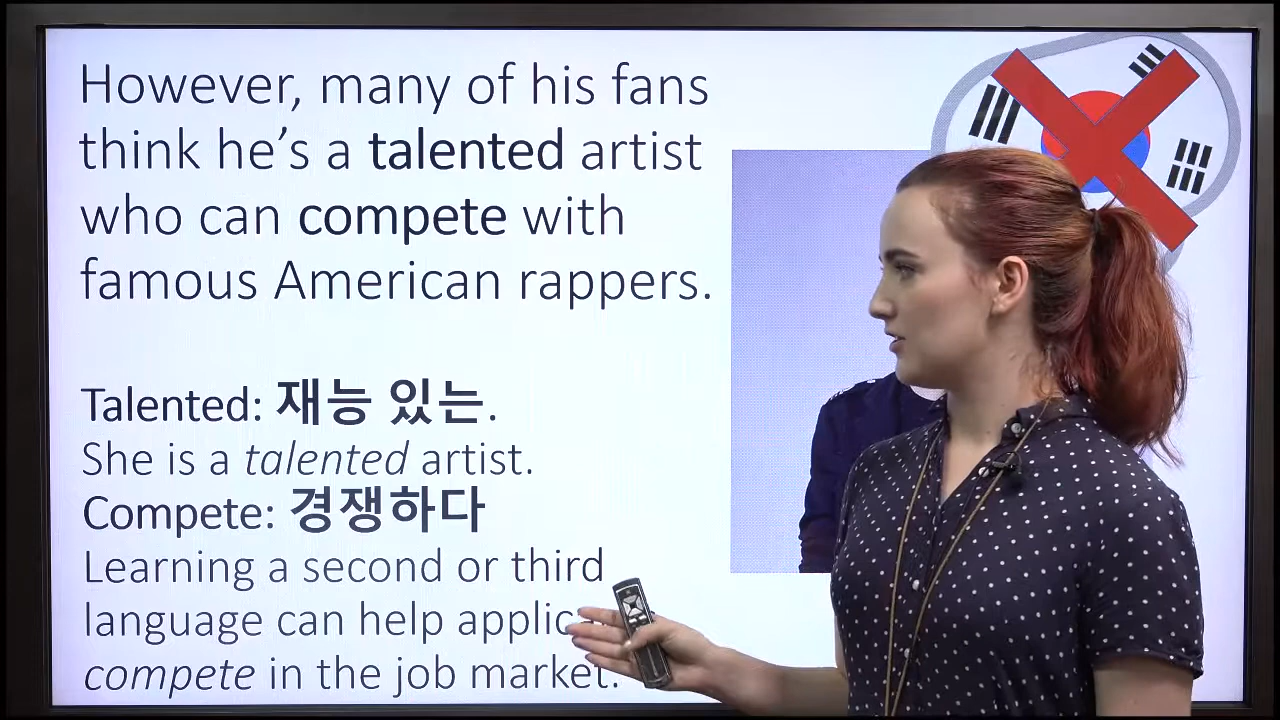 However, many of his fans
think he’s a talented artist
who can compete with
famous American rappers.
Talented: 재능 있는.
She is a talented artist.
Compete: 경쟁하다
Learning a second or third
language can help
compete in the job market.